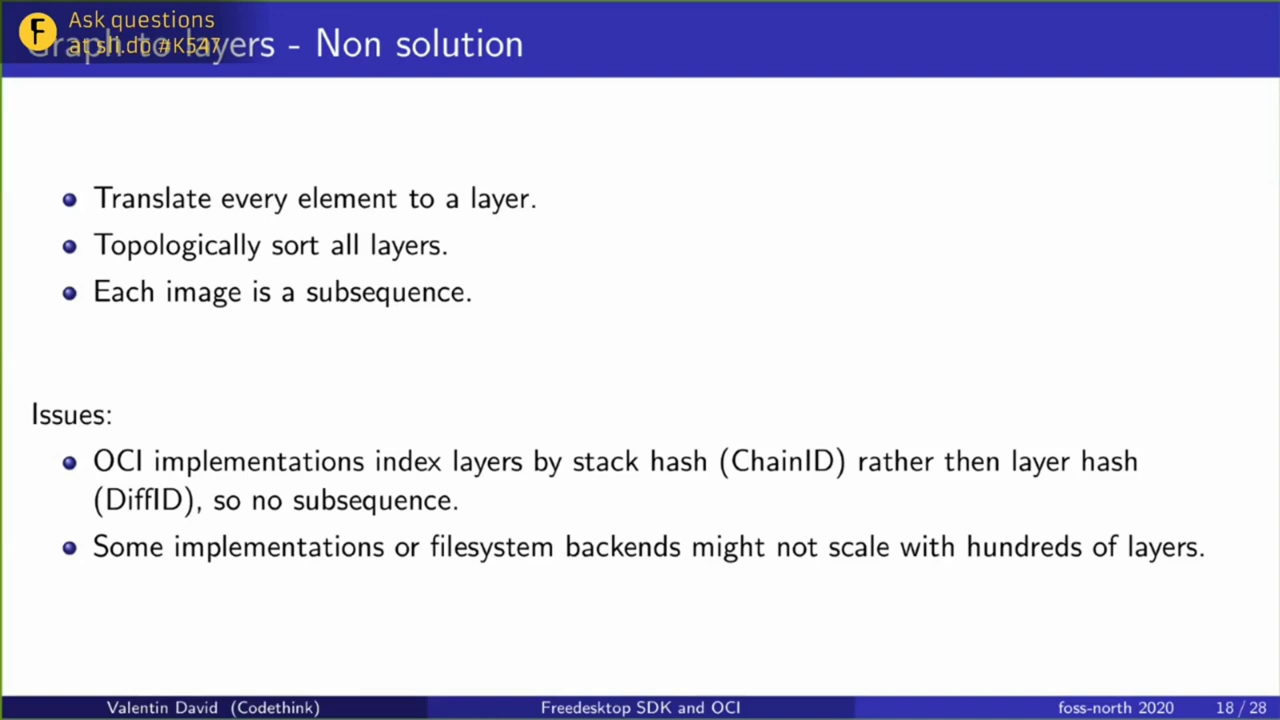 F
Ask questions
at sli.do #K547
Graph to layers - Non solution
Translate every element to a layer.
Topologically sort all layers.
Each image is a subsequence.
Issues:
OCI implementations index layers by stack hash (ChainID) rather then layer hash
(DiffID), so no subsequence.
Some implementations or filesystem backends might not scale with hundreds of layers.
Valentin David (Codethink)
Freedesktop SDK and OCI
foss-north 2020
18 / 28